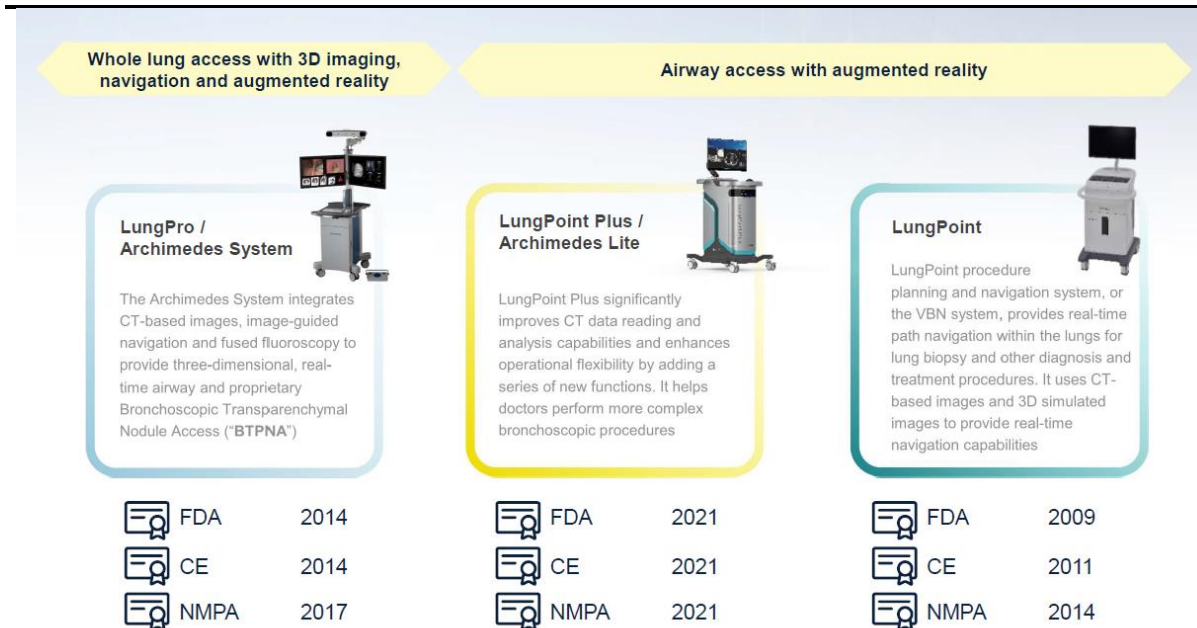 Whole lung access with 3D imaging,
navigation and augmented reality
Airway access with augmented reality
LungPro /
Archimedes System
The Archimedes System integrates
CT-based images, image-guided
navigation and fused fluoroscopy to
provide three-dimensional, real-
time airway and proprietary
Bronchoscopic Transparenchymal
Nodule Access (“BTPNA”)
FDA 2014
CE 2014
NMPA 2017
LungPoint Plus /
Archimedes Lite
LungPoint Plus significantly
improves CT data reading and
analysis capabilities and enhances
operational flexibility by adding a
series of new functions. It helps
doctors perform more complex
bronchoscopic procedures
FDA 2021
CE 2021
NMPA 2021
LungPoint
LungPoint procedure
planning and navigation system, or
the VBN system, provides real-time
path navigation within the lungs for
lung biopsy and other diagnosis and
treatment procedures. It uses CT-
based images and 3D simulated
images to provide real-time
navigation capabilities
FDA 2009
CE 2011
NMPA 2014